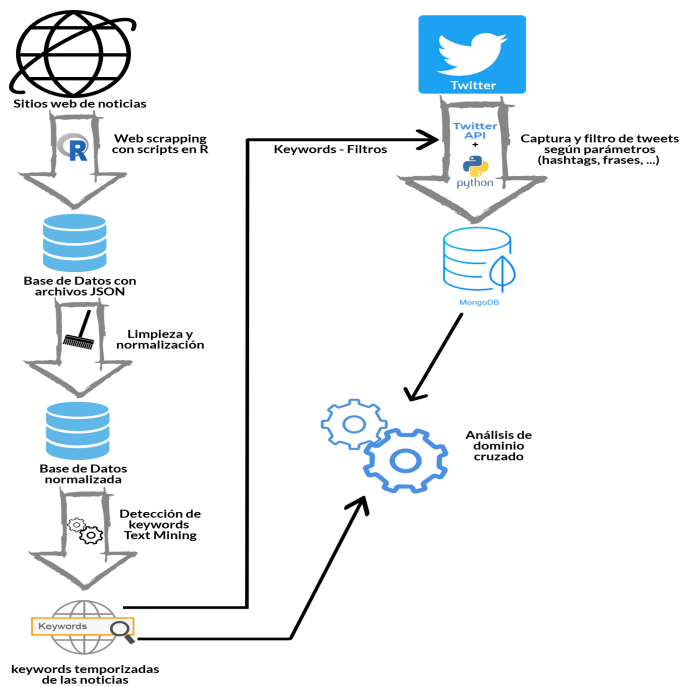 Sitios web de noticias
R
Web scrapping
con scripts en R
Base de Datos con
archivos JSON
Limpieza y
normalización
Base de Datos
normalizada
Detección de
keywords
Text Mining
Keywords
keywords temporizadas
de las noticias
Keywords - Filtros
Twitter
Twitter
API
+
python
Captura y filtro de tweets
según parámetros
(hashtags, frases, ...)
MongoDB
Análisis de
dominio
cruzado